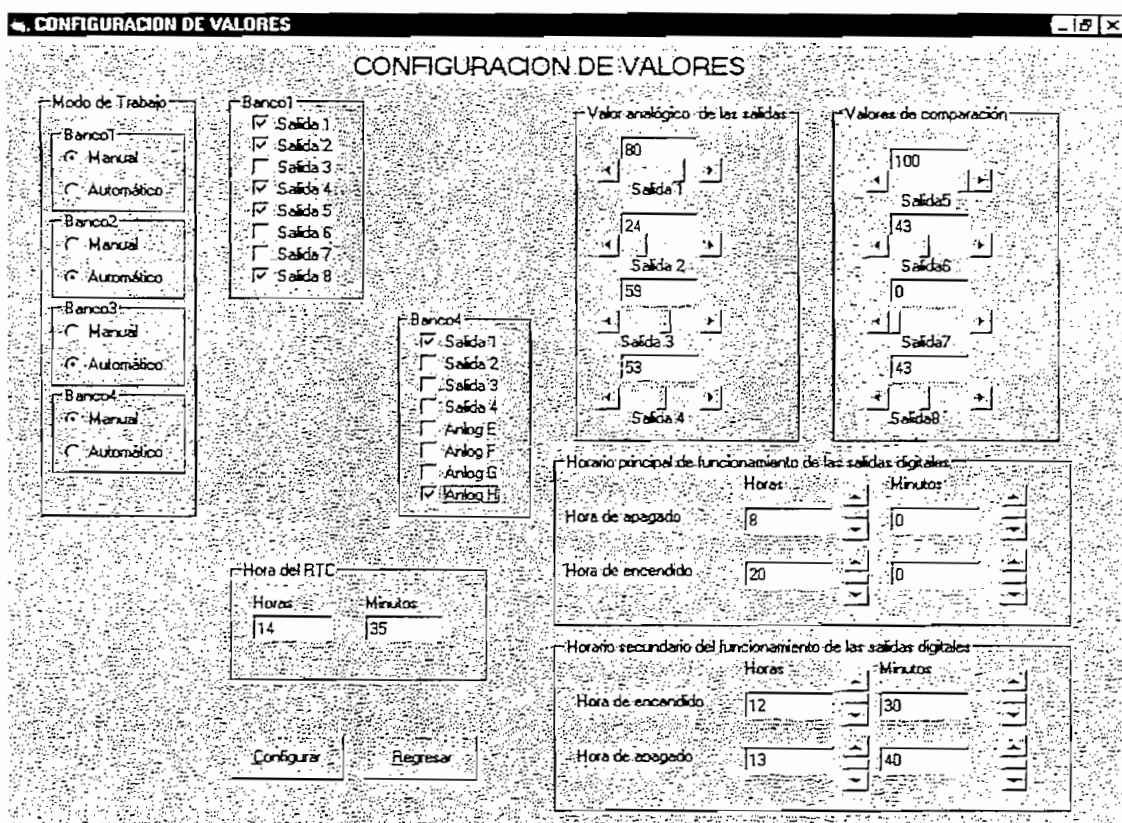 CONFIGURACION DE VALORES
CONFIGURACION DE VALORES
Modo de Trabajo
Banco1
Manual
Automático
Banco2
Manual
Automático
Banco3
Manual
Automático
Banco4
Manual
Automático
Banco1
Salida 1
Salida 2
Salida 3
Salida 4
Salida 5
Salida 6
Salida 7
Salida 8
Banco4
Salida 1
Salida 2
Salida 3
Salida 4
Anlog E
Anlog F
Anlog G
Anlog H
Valor analógico de las salidas
80
Salida 1
24
Salida 2
59
Salida 3
53
Salida 4
Valores de comparación
100
Salida5
43
Salida6
0
Salida7
43
Salida8
Horario principal de funcionamiento de las salidas digitales
Horas Minutos
Hora de apagado 8 0
Hora de encendido 20 0
Hora del RTC
Horas Minutos
14 35
Horario secundario del funcionamiento de las salidas digitales
Horas Minutos
Hora de encendido 12 30
Hora de apagado 13 40
Configurar Regresar